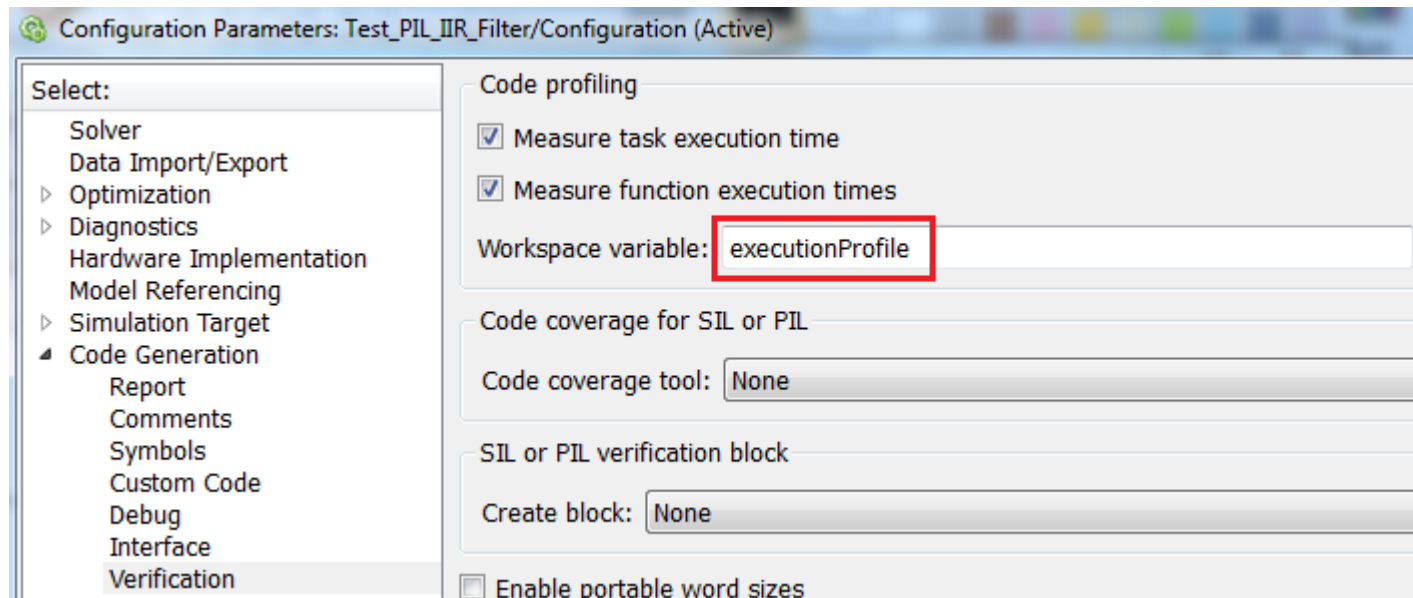 Configuration Parameters: Test_PIL_IIR_Filter/Configuration (Active)
Select:
Solver
Data Import/Export
Optimization
Diagnostics
Hardware Implementation
Model Referencing
Simulation Target
Code Generation
Report
Comments
Symbols
Custom Code
Debug
Interface
Verification
Code profiling
Measure task execution time
Measure function execution times
Workspace variable: executionProfile
Code coverage for SIL or PIL
Code coverage tool: None
SIL or PIL verification block
Create block: None
Enable portable word sizes